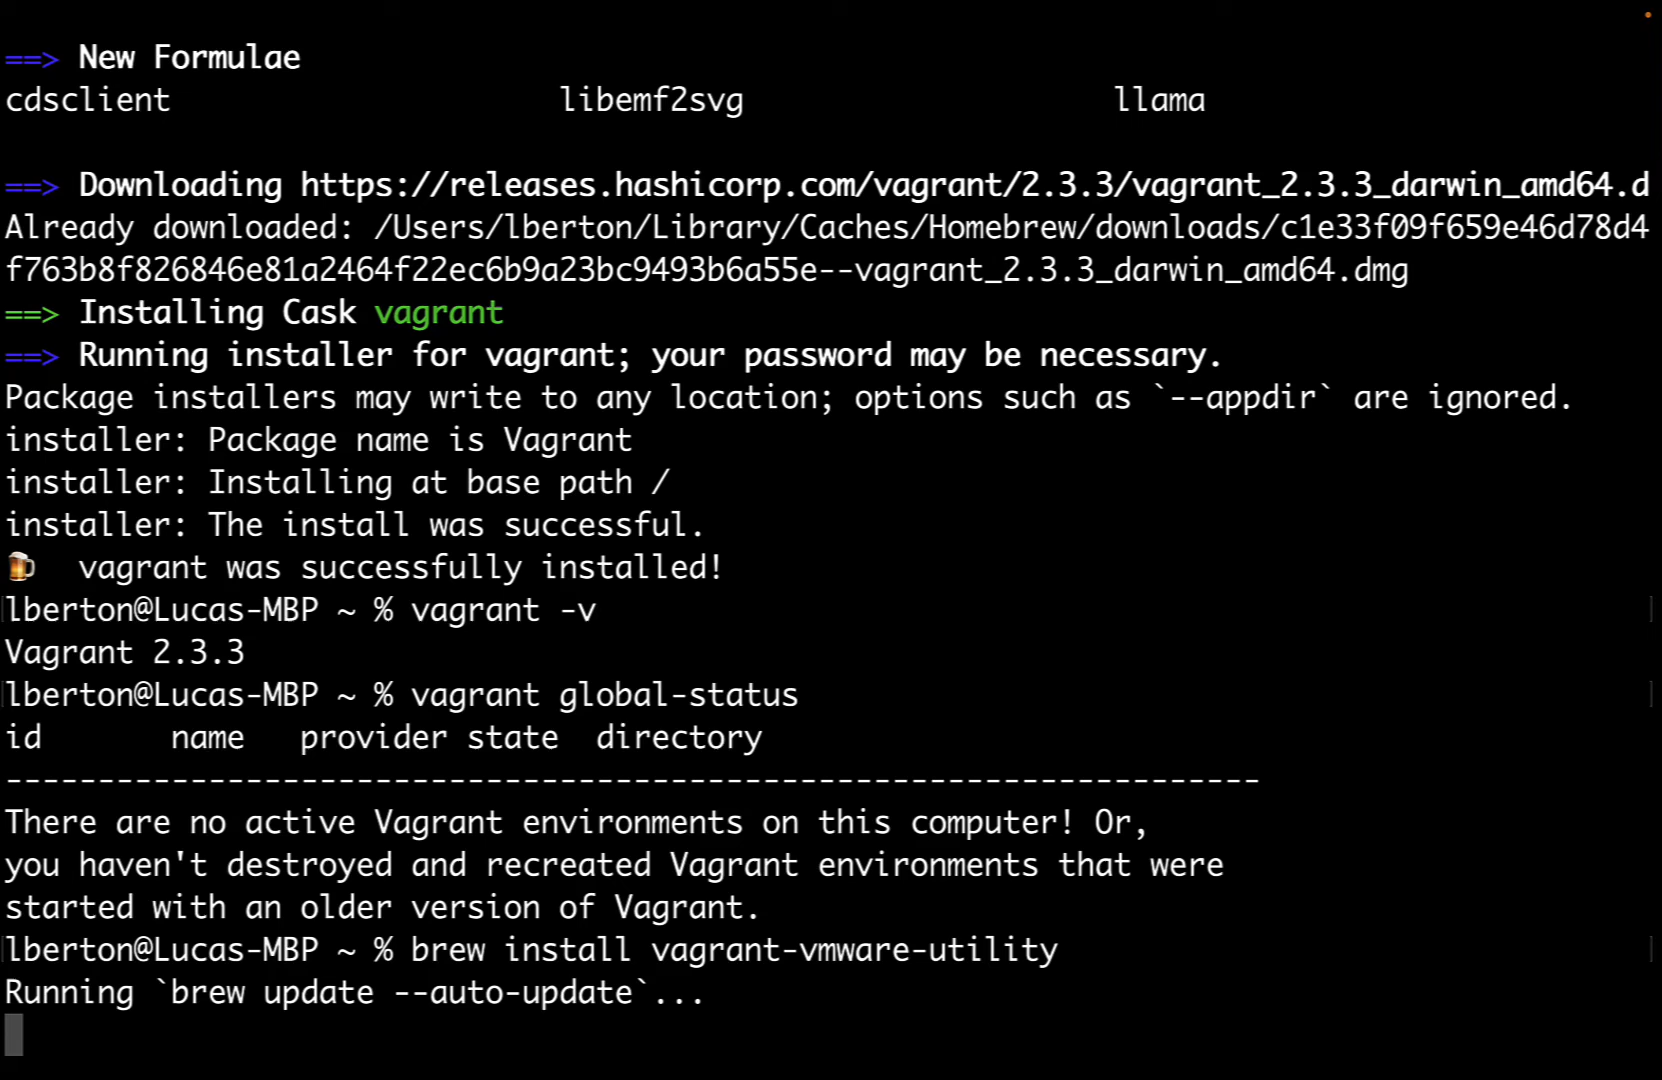 ==> New Formulae
cdsclient libemf2svg llama
==> Downloading https://releases.hashicorp.com/vagrant/2.3.3/vagrant_2.3.3_darwin_amd64.d
Already downloaded: /Users/lberton/Library/Caches/Homebrew/downloads/c1e33f09f659e46d78d4
f763b8f826846e81a2464f22ec6b9a23bc9493b6a55e--vagrant_2.3.3_darwin_amd64.dmg
==> Installing Cask vagrant
==> Running installer for vagrant; your password may be necessary.
Package installers may write to any location; options such as `--appdir` are ignored.
installer: Package name is Vagrant
installer: Installing at base path /
installer: The install was successful.
🍺 vagrant was successfully installed!
lberton@Lucas-MBP ~ % vagrant -v
Vagrant 2.3.3
lberton@Lucas-MBP ~ % vagrant global-status
id name provider state directory
--------------------------------------------------------------------
There are no active Vagrant environments on this computer! Or,
you haven't destroyed and recreated Vagrant environments that were
started with an older version of Vagrant.
lberton@Lucas-MBP ~ % brew install vagrant-vmware-utility
Running `brew update --auto-update`...